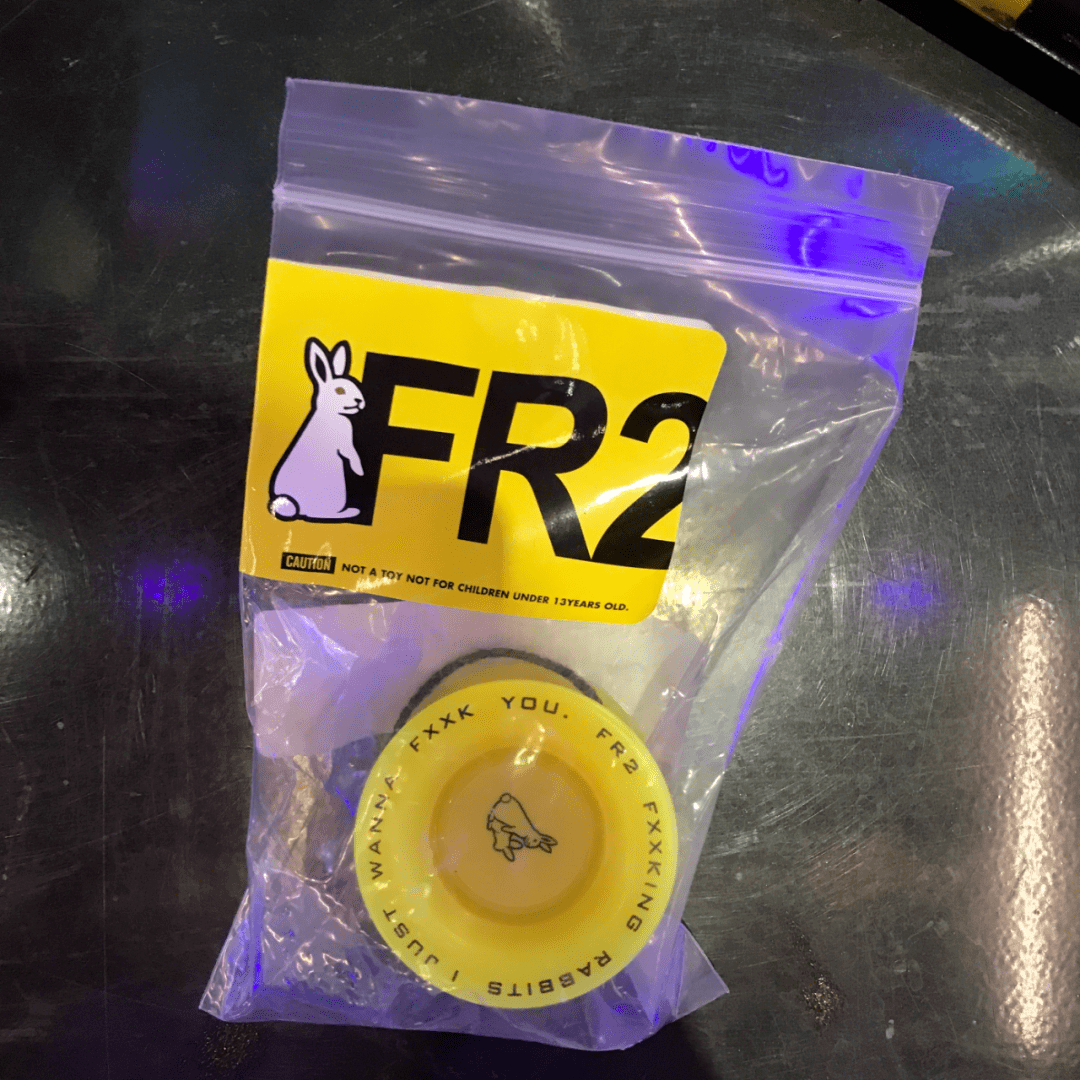 FR2
CAUTION NOT A TOY NOT FOR CHILDREN UNDER 13YEARS OLD.
I JUST WANNA FXXK YOU. FR2 FXXKING RABBITS